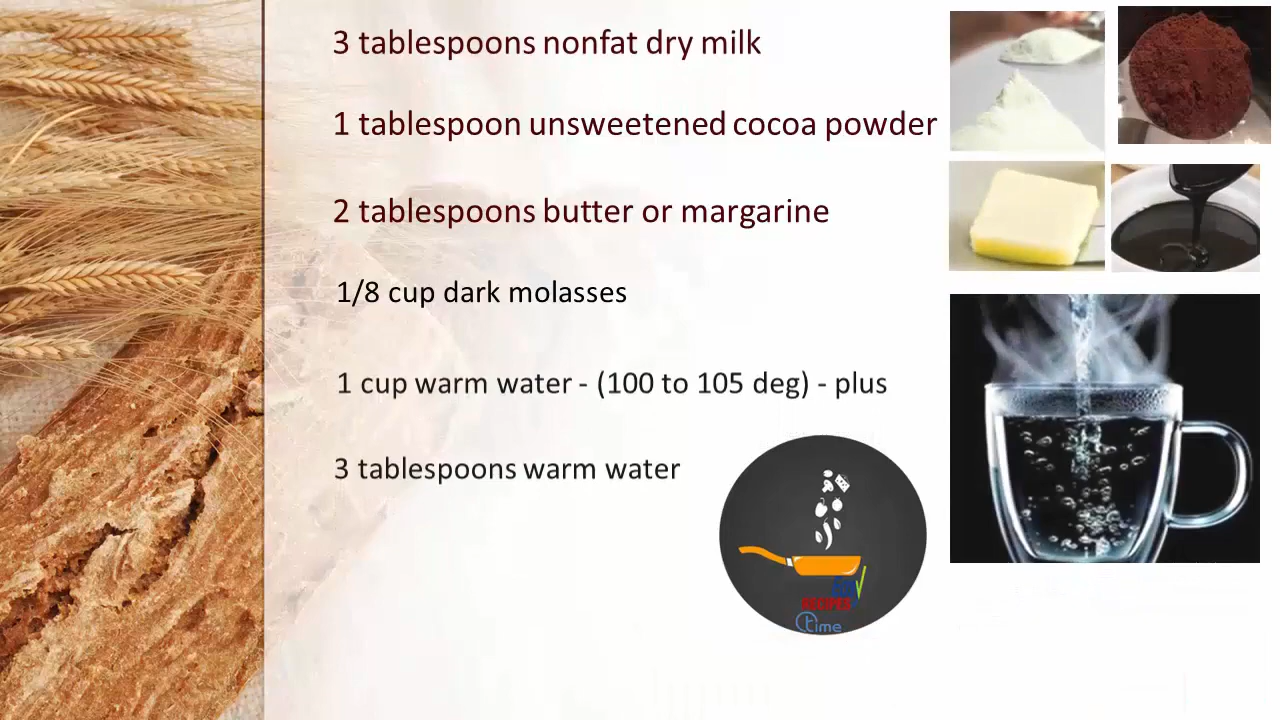 3 tablespoons nonfat dry milk
1 tablespoon unsweetened cocoa powder
2 tablespoons butter or margarine
1/8 cup dark molasses
1 cup warm water - (100 to 105 deg) - plus
3 tablespoons warm water
RECIPES
time